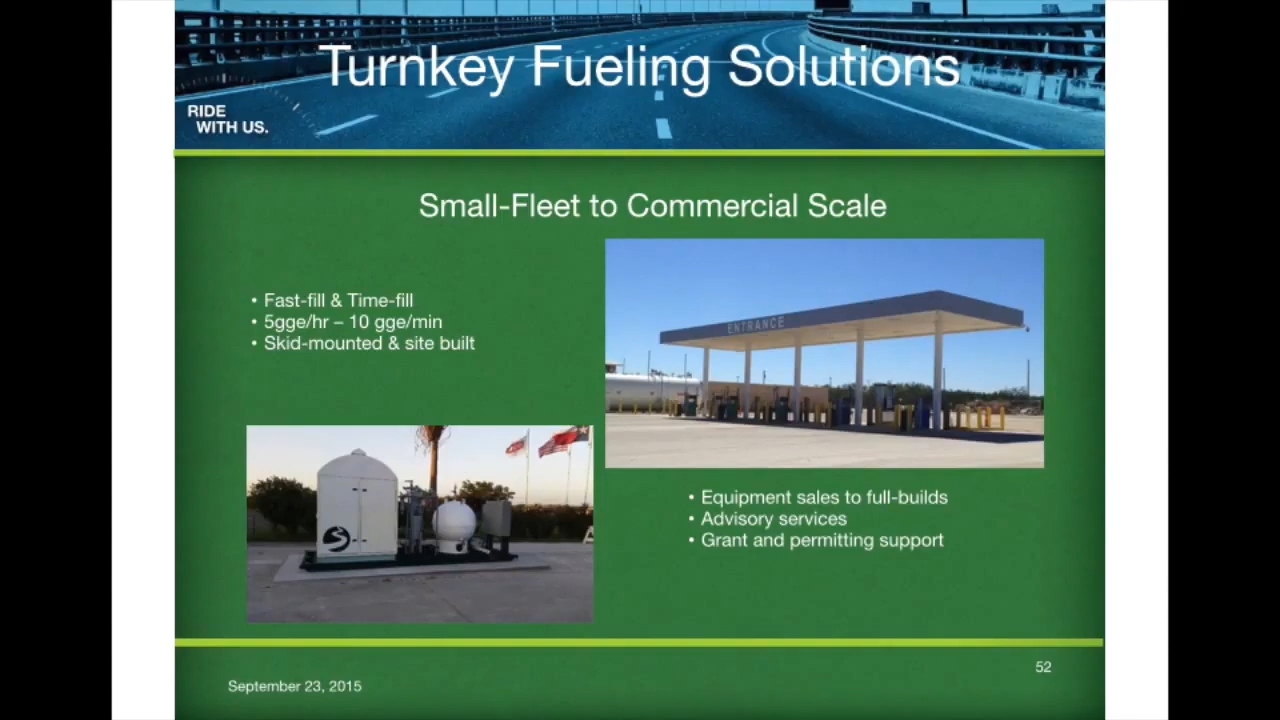 Turnkey Fueling Solutions
RIDE
WITH US.
Small-Fleet to Commercial Scale
• Fast-fill & Time-fill
• 5gge/hr – 10 gge/min
• Skid-mounted & site built
ENTRANCE
• Equipment sales to full-builds
• Advisory services
• Grant and permitting support
52
September 23, 2015